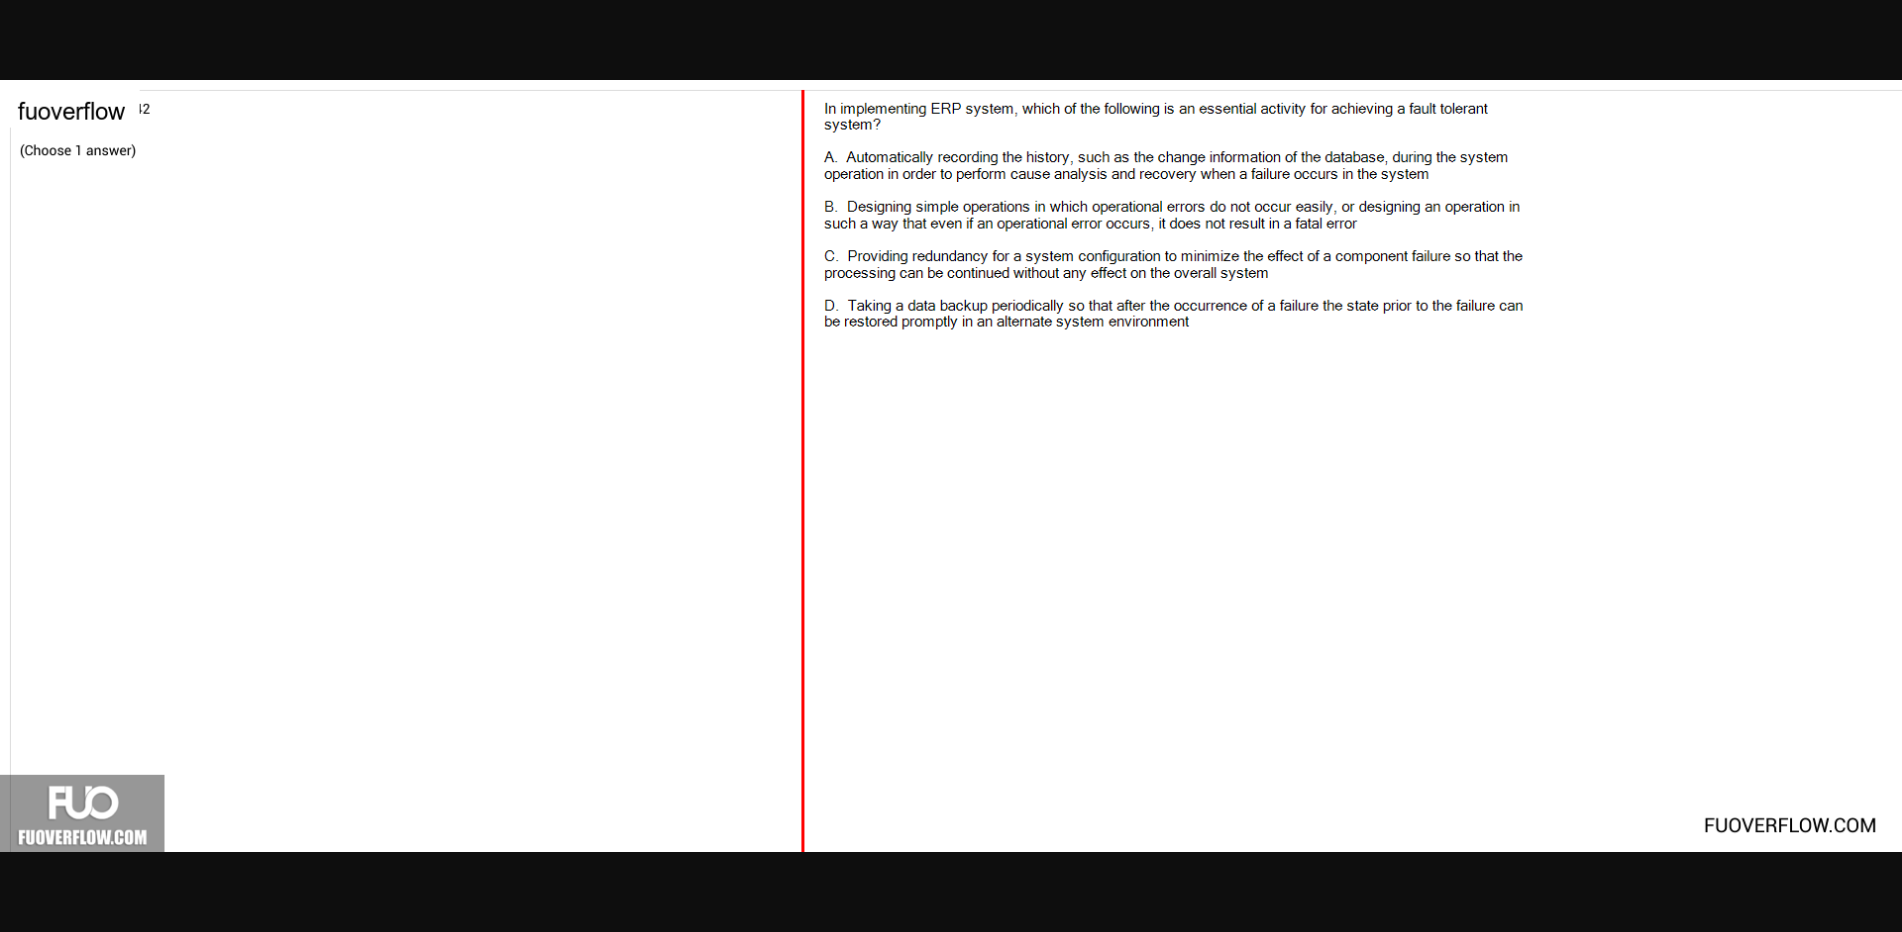 fuoverflow
42
(Choose 1 answer)
In implementing ERP system, which of the following is an essential activity for achieving a fault tolerant
system?
A. Automatically recording the history, such as the change information of the database, during the system
operation in order to perform cause analysis and recovery when a failure occurs in the system
B. Designing simple operations in which operational errors do not occur easily, or designing an operation in
such a way that even if an operational error occurs, it does not result in a fatal error
C. Providing redundancy for a system configuration to minimize the effect of a component failure so that the
processing can be continued without any effect on the overall system
D. Taking a data backup periodically so that after the occurrence of a failure the state prior to the failure can
be restored promptly in an alternate system environment
FUO
FUOVERFLOW.COM
FUOVERFLOW.COM